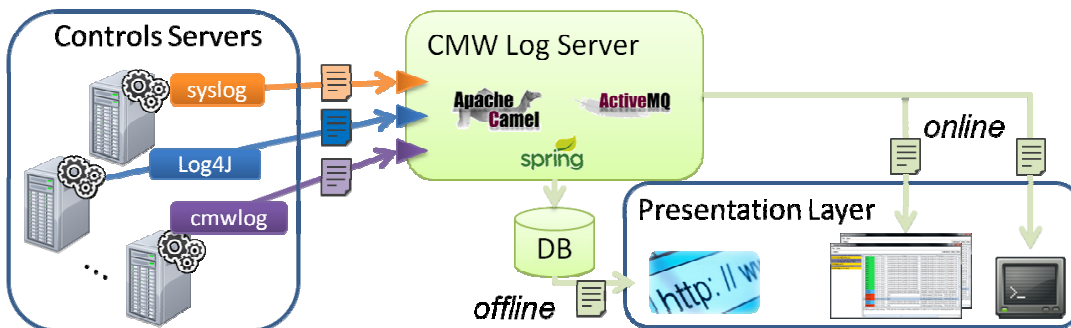 Controls Servers
syslog
Log4J
cmwlog
...
CMW Log Server
Apache
Camel
ActiveMQ
spring
DB
offline
online
Presentation Layer
http://w
>_